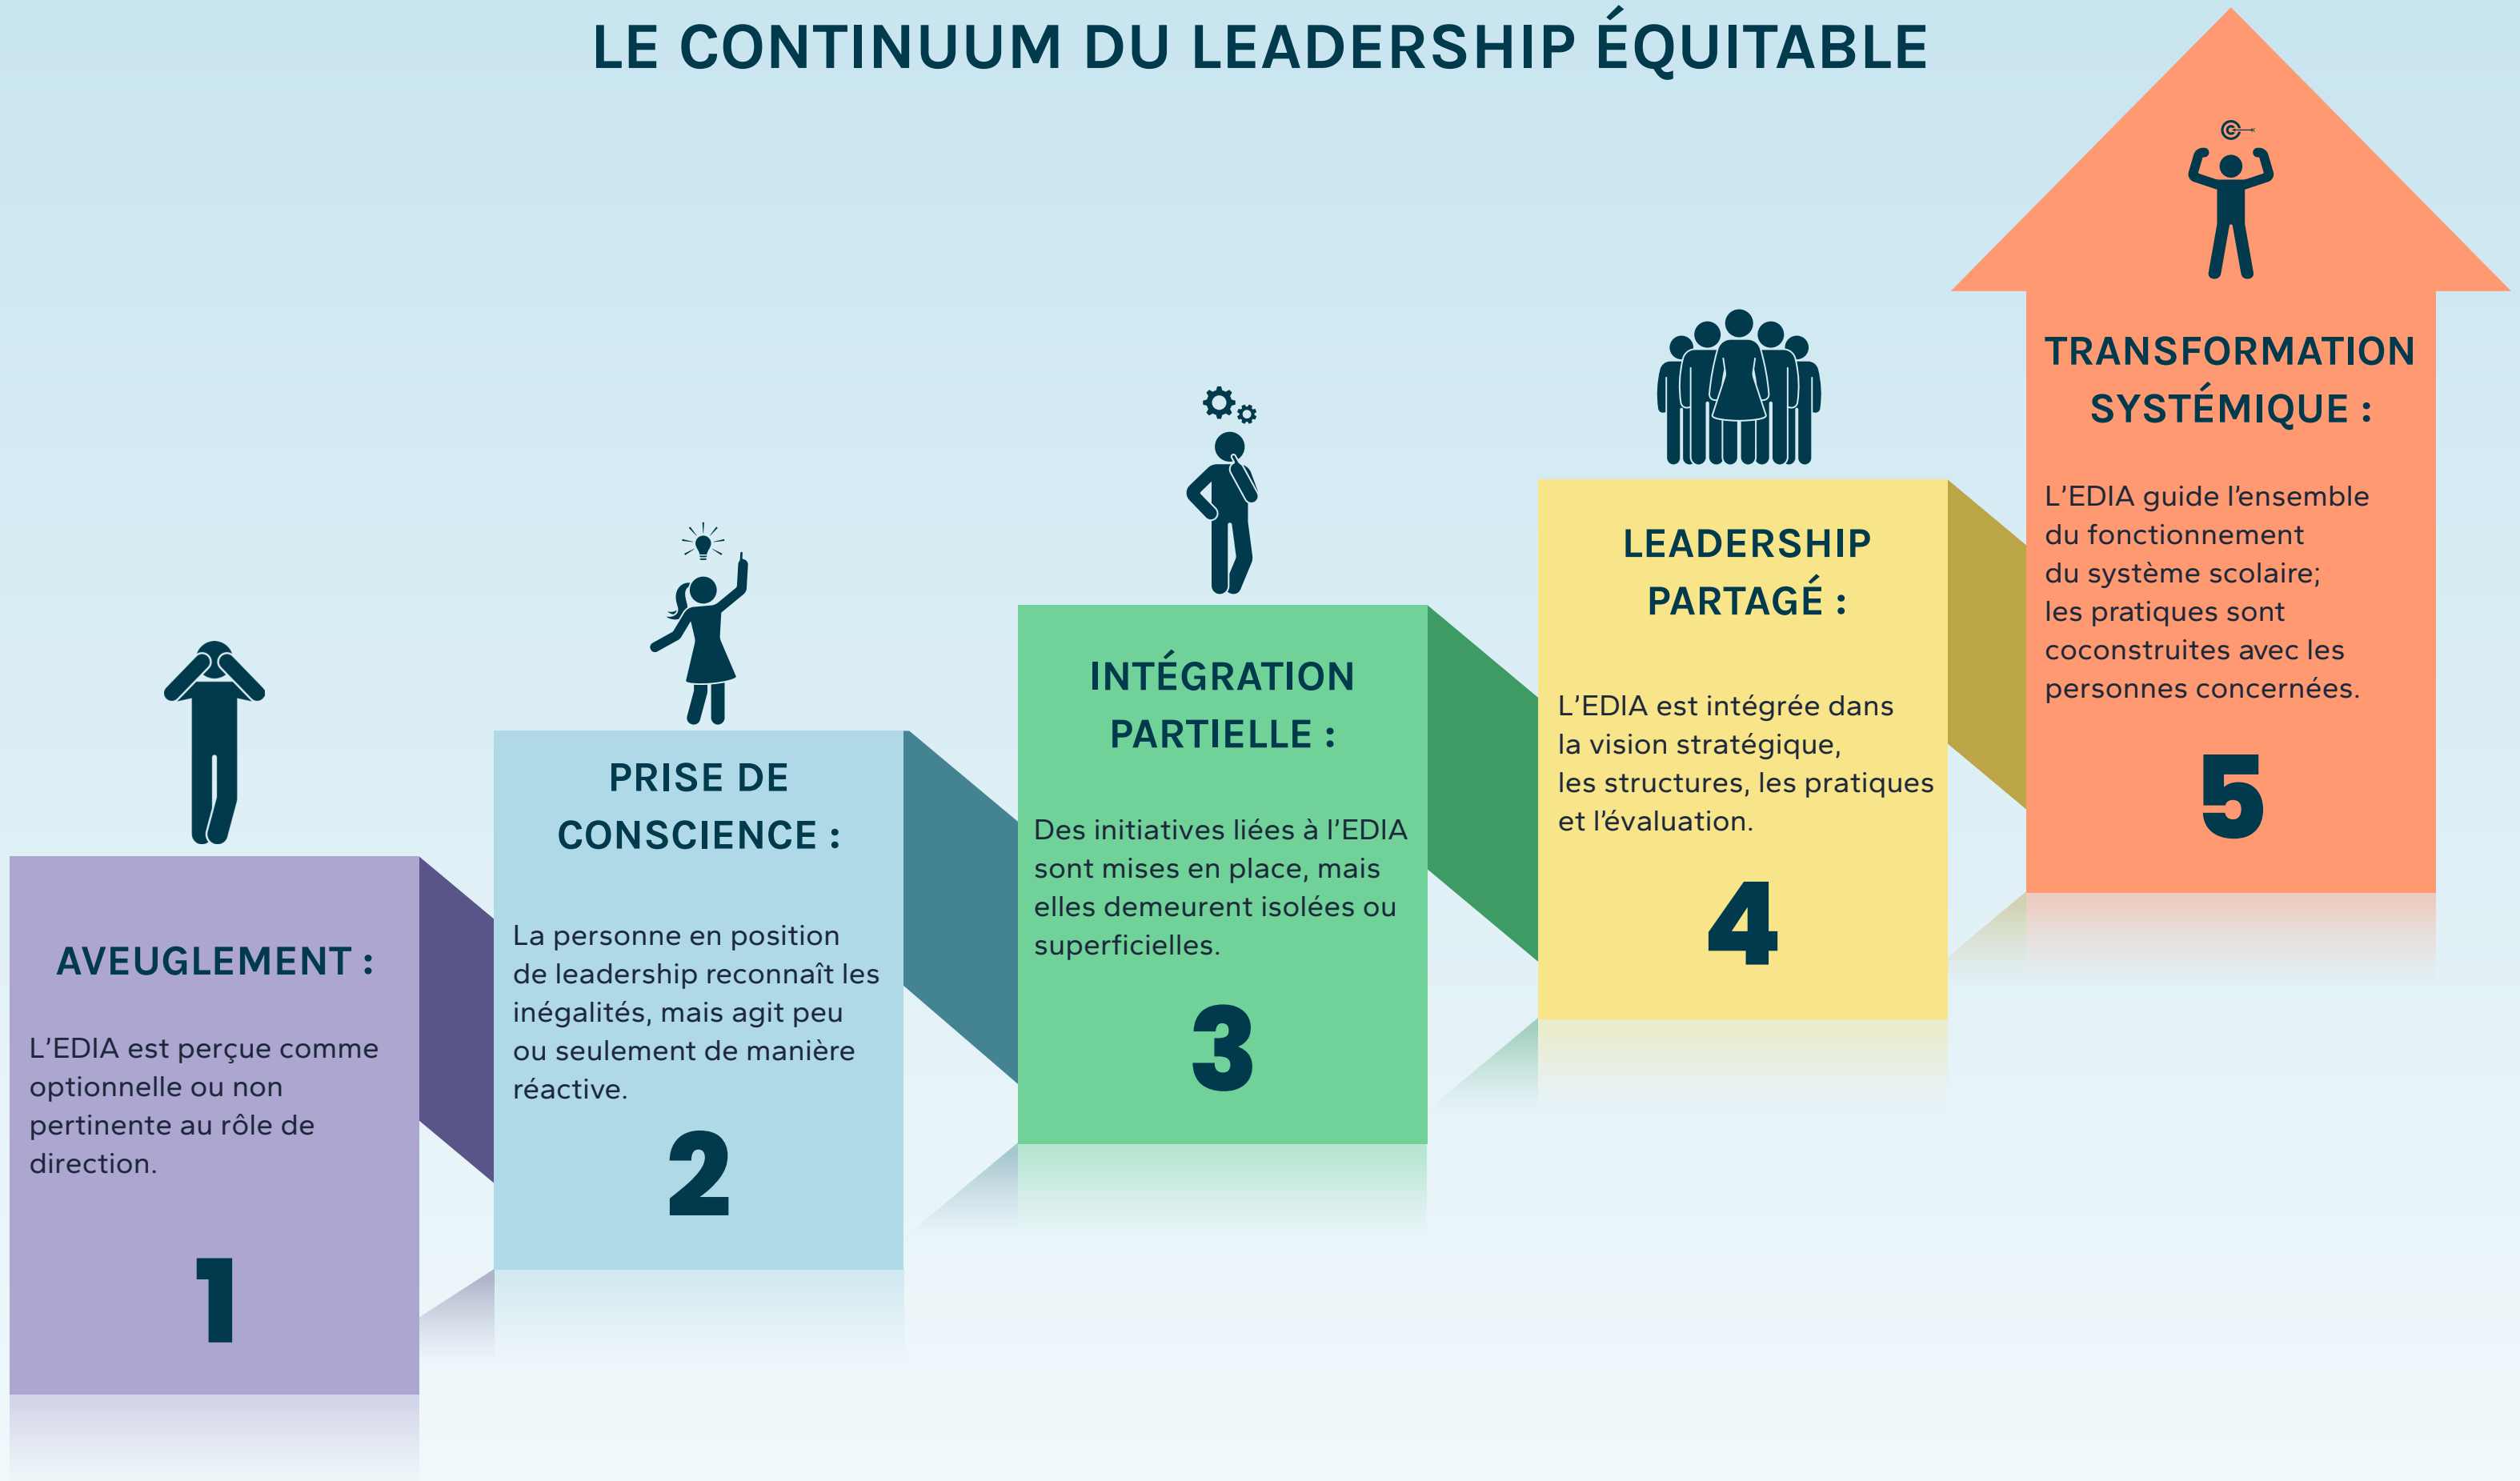 LE CONTINUUM DU LEADERSHIP ÉQUITABLE
AVEUGLEMENT :
L'EDIA est perçue comme
optionnelle ou non
pertinente au rôle de
direction.
1
PRISE DE
CONSCIENCE :
La personne en position
de leadership reconnaît les
inégalités, mais agit peu
ou seulement de manière
réactive.
2
INTÉGRATION
PARTIELLE :
Des initiatives liées à l'EDIA
sont mises en place, mais
elles demeurent isolées ou
superficielles.
3
LEADERSHIP
PARTAGÉ :
L'EDIA est intégrée dans
la vision stratégique,
les structures, les pratiques
et l'évaluation.
4
TRANSFORMATION
SYSTÉMIQUE :
L'EDIA guide l'ensemble
du fonctionnement
du système scolaire;
les pratiques sont
coconstruites avec les
personnes concernées.
5